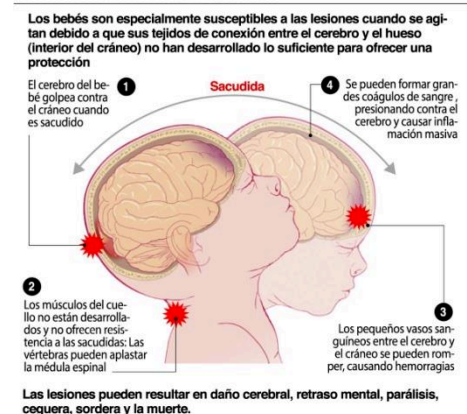 Los bebés son especialmente susceptibles a las lesiones cuando se agi-
tan debido a que sus tejidos de conexión entre el cerebro y el hueso
(interior del cráneo) no han desarrollado lo suficiente para ofrecer una
protección
El cerebro del be-
bé golpea contra
el cráneo cuando
es sacudido
1
Sacudida
4
Se pueden formar gran-
des coágulos de sangre ,
presionando contra el
cerebro y causar infla-
mación masiva
2
Los músculos del cue-
llo no están desarrolla-
dos y no ofrecen resis-
tencia a las sacudidas: Las
vértebras pueden aplastar
la médula espinal
3
Los pequeños vasos san-
guíneos entre el cerebro y
el cráneo se pueden rom-
per, causando hemorragias
Las lesiones pueden resultar en daño cerebral, retraso mental, parálisis,
ceguera, sordera y la muerte.